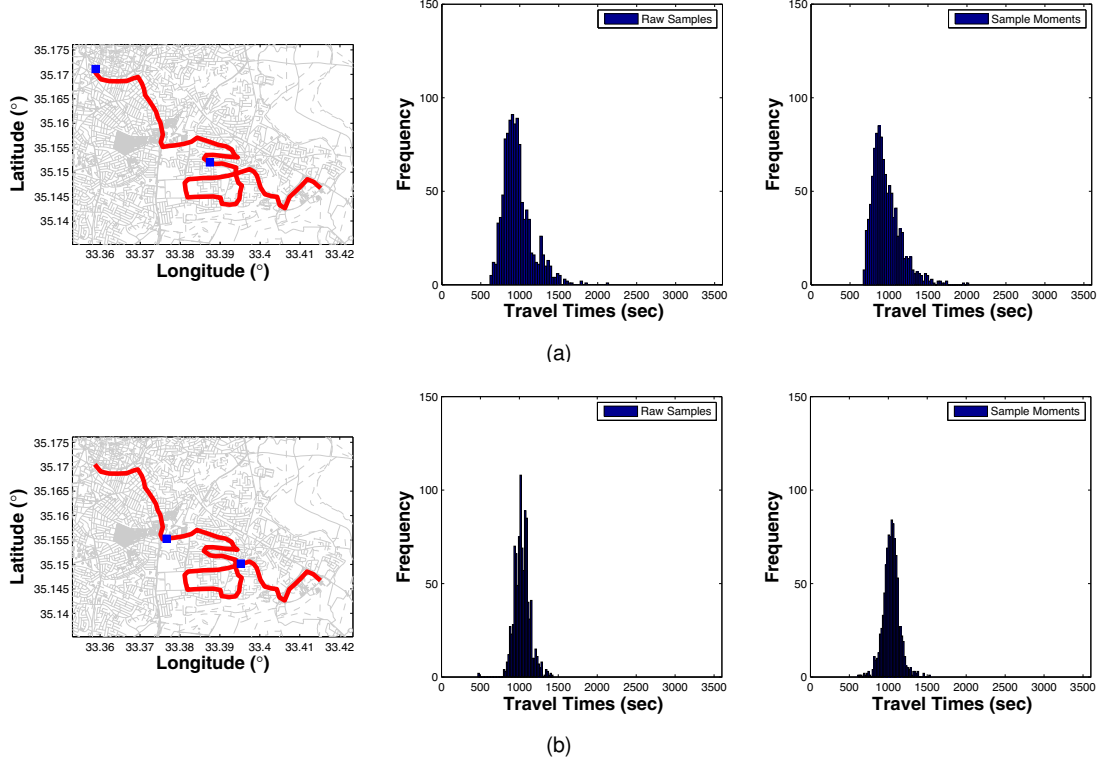 35.175
35.17
35.165
35.16
35.155
35.15
35.145
35.14
Latitude (°)
33.36 33.37 33.38 33.39 33.4 33.41 33.42
Longitude (°)
150
100
50
0
Frequency
Raw Samples
0 500 1000 1500 2000 2500 3000 3500
Travel Times (sec)
150
100
50
0
Frequency
Sample Moments
0 500 1000 1500 2000 2500 3000 3500
Travel Times (sec)
(a)
35.175
35.17
35.165
35.16
35.155
35.15
35.145
35.14
Latitude (°)
33.36 33.37 33.38 33.39 33.4 33.41 33.42
Longitude (°)
150
100
50
0
Frequency
Raw Samples
0 500 1000 1500 2000 2500 3000 3500
Travel Times (sec)
150
100
50
0
Frequency
Sample Moments
0 500 1000 1500 2000 2500 3000 3500
Travel Times (sec)
(b)